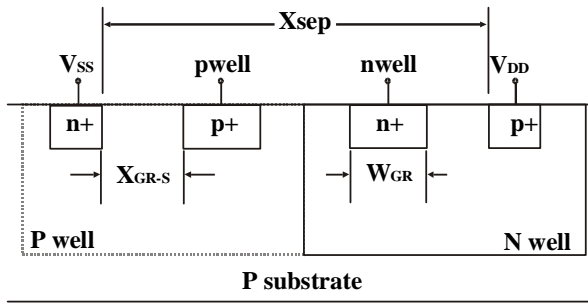 Xsep
VSS pwell nwell VDD
n+ p+ n+ p+
XGR-S WGR
P well N well
P substrate